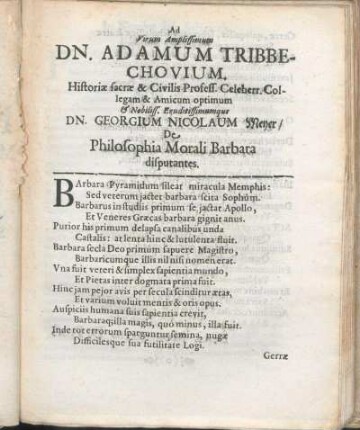 Ad
Virum Amplissimum
DN. ADAMUM TRIBBE-
CHOVIUM,
Historiæ sacræ & Civilis Profess. Celeberr. Col-
legam & Amicum optimum
& Nobiliss. Eruditissimumque
DN. GEORGIUM NICOLAUM Meyer/
De
Philosophia Morali Barbara
disputantes.
BArbara Pyramidum sileat miracula Memphis:
Sed veterum jactet barbara scita Sophûm.
Barbarus in studiis primum se jactat Apollo,
Et Veneres Græcas barbara gignit anus.
Purior his primum delapsa canalibus unda
Castalis: at lenta hinc & lutulenta fluit.
Barbara secla Deo primum sapuere Magistro,
Barbaricumque illis nil nisi nomen erat.
Vna fuit veteri & simplex sapientia mundo,
Et Pietas inter dogmata prima fuit.
Hinc jam pejor avis per secula scinditur ætas,
Et varium voluit mentis & oris opus.
Auspiciis humana suis sapientia crevit,
Barbaraq; illa magis, quò minus, illa fuit.
Inde tot errorum sparguntur semina, nugæ
Difficilesque sua futilitate Logi.
Gerræ